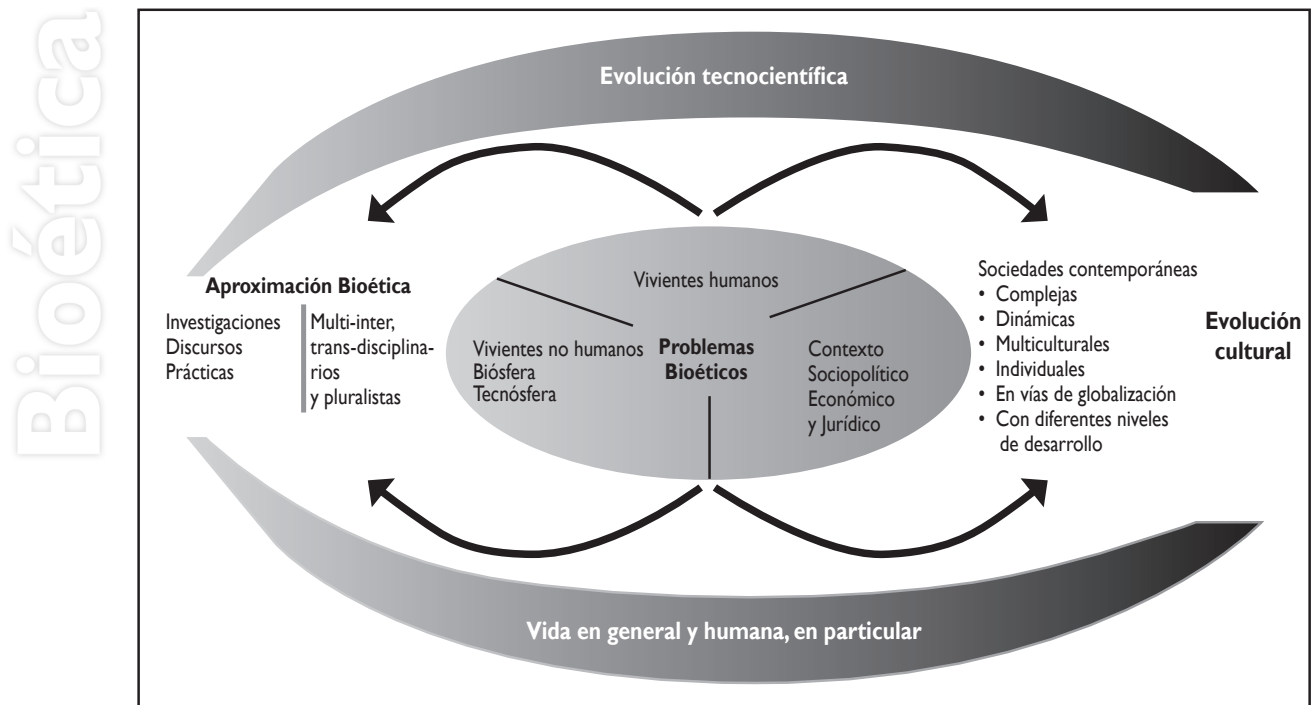 Bioética
Evolución tecnocientífica
Aproximación Bioética
Investigaciones
Discursos
Prácticas
Multi-inter,
trans-disciplina-
rios
y pluralistas
Vivientes humanos
Vivientes no humanos
Biósfera
Tecnósfera
Problemas
Bioéticos
Contexto
Sociopolítico
Económico
y Jurídico
Sociedades contemporáneas
• Complejas
• Dinámicas
• Multiculturales
• Individuales
• En vías de globalización
• Con diferentes niveles
de desarrollo
Evolución
cultural
Vida en general y humana, en particular